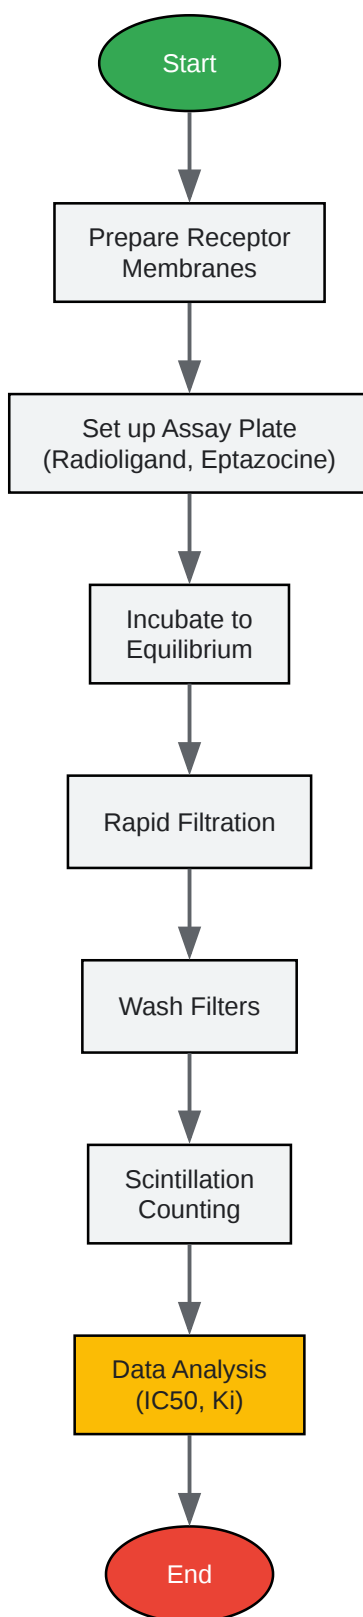 Start
Prepare Receptor
Membranes
Set up Assay Plate
(Radioligand, Eptazocine)
Incubate to
Equilibrium
Rapid Filtration
Wash Filters
Scintillation
Counting
Data Analysis
(IC50, Ki)
End